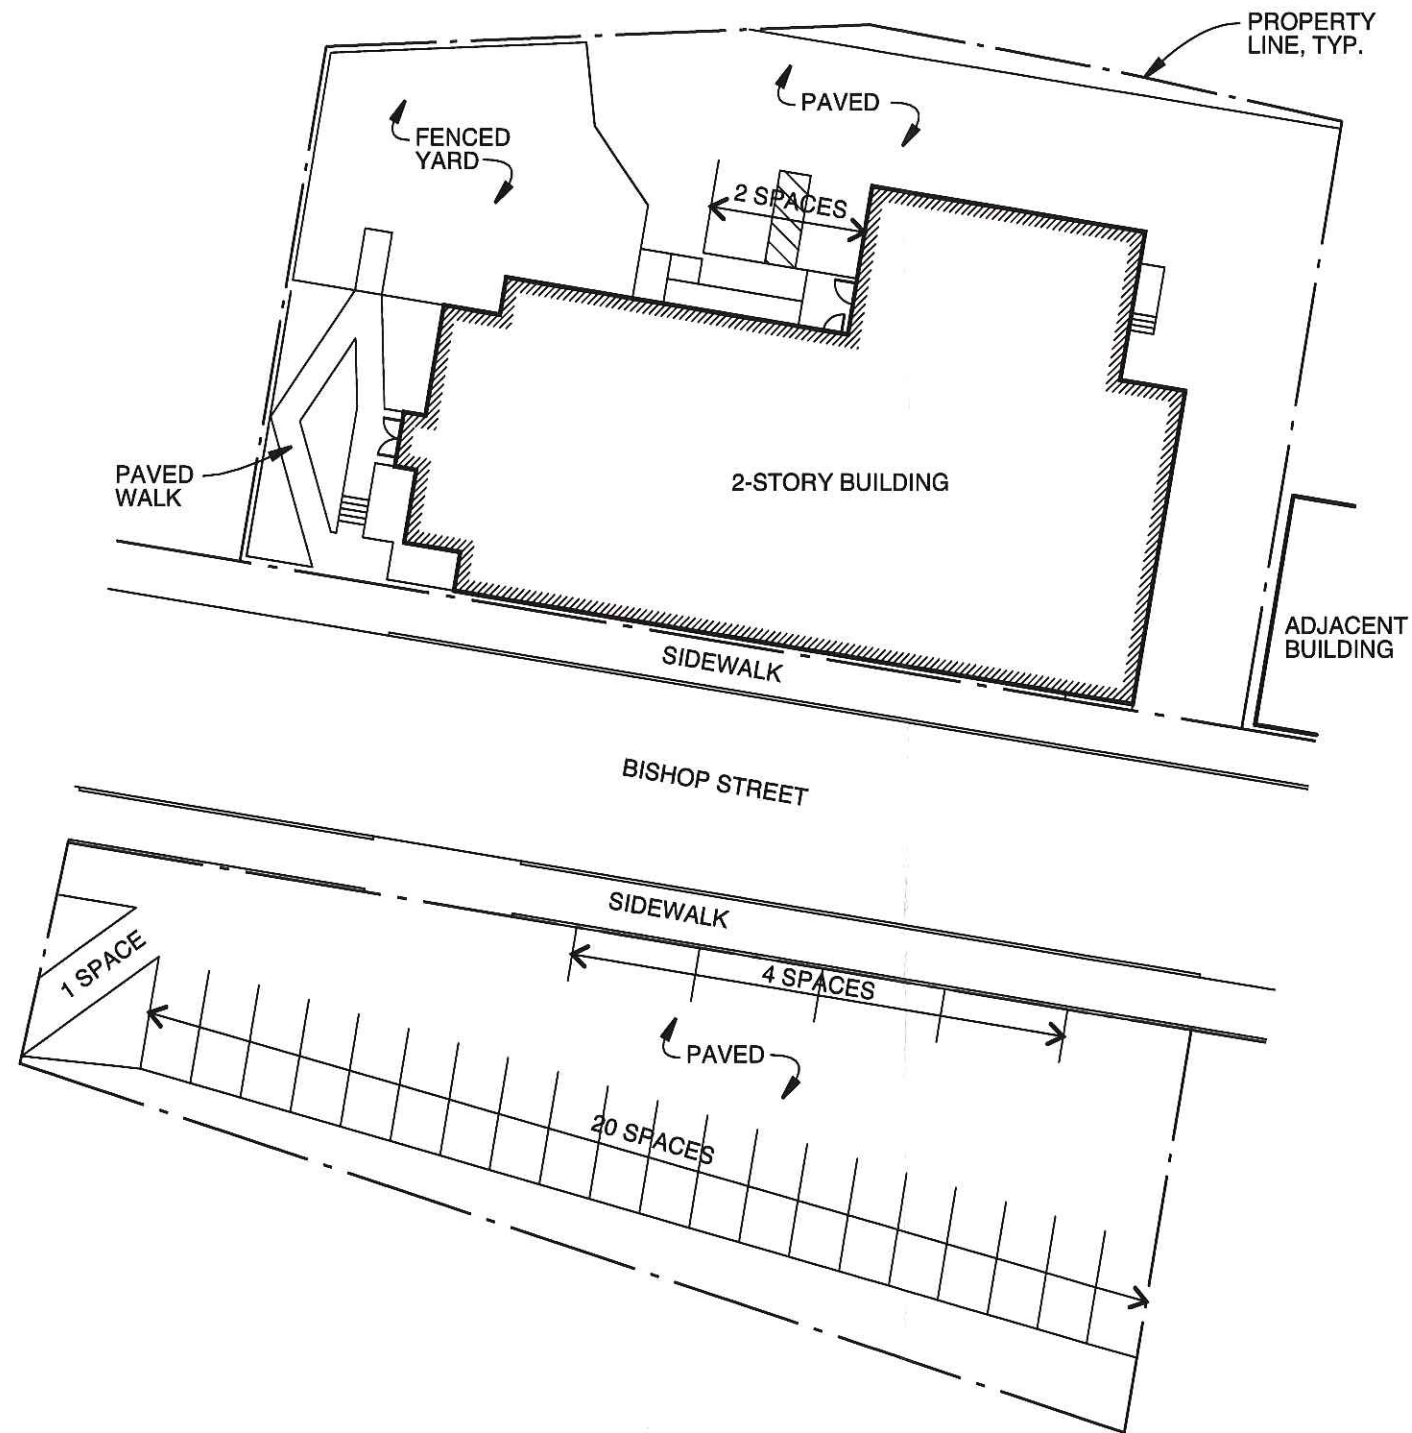 PROPERTY
LINE, TYP.
PAVED
FENCED
YARD
2 SPACES
PAVED
WALK
2-STORY BUILDING
ADJACENT
BUILDING
SIDEWALK
BISHOP STREET
SIDEWALK
1 SPACE
4 SPACES
PAVED
20 SPACES